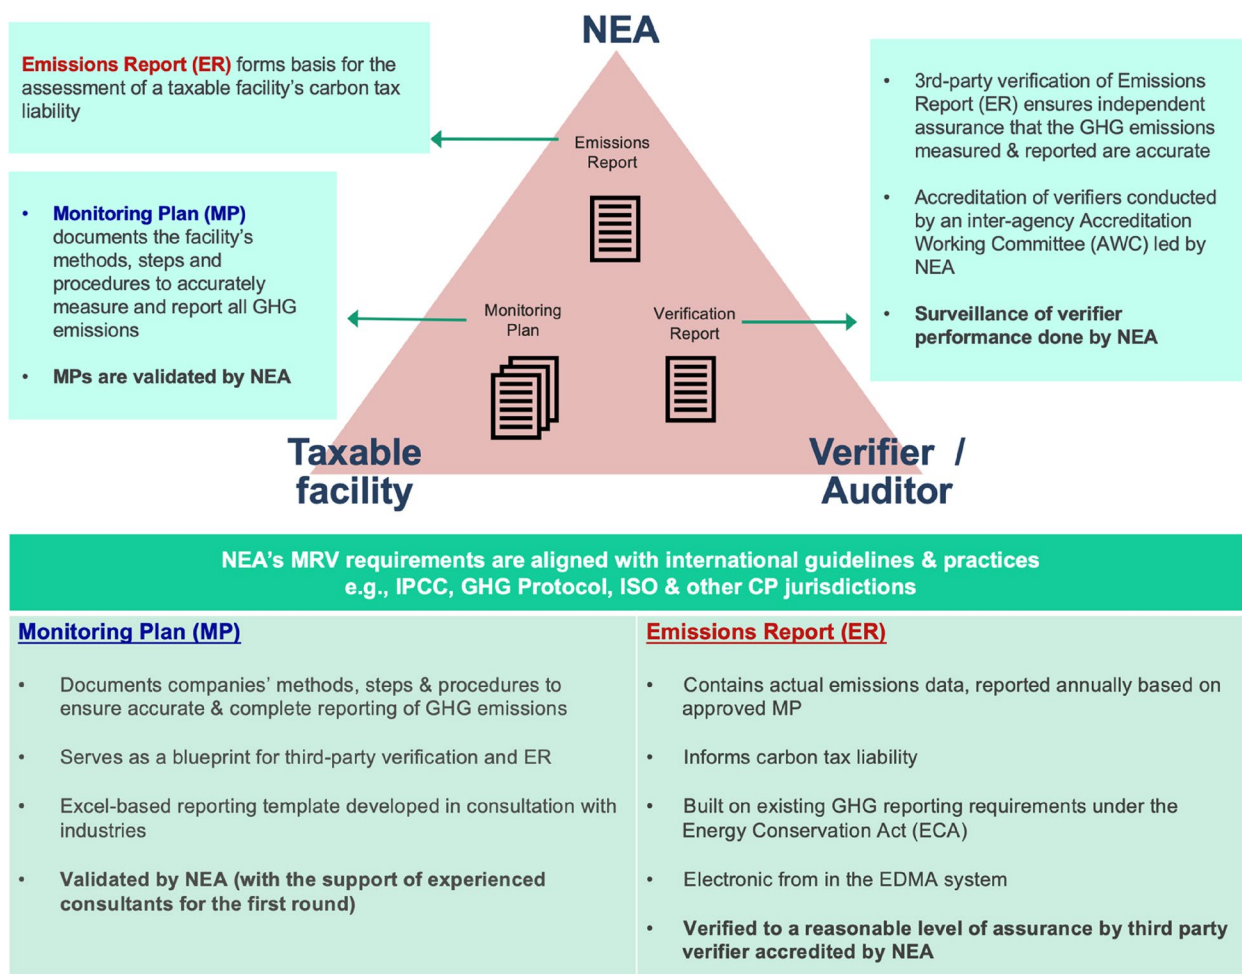 NEA
Emissions Report (ER) forms basis for the
assessment of a taxable facility's carbon tax
liability
• Monitoring Plan (MP)
documents the facility's
methods, steps and
procedures to accurately
measure and report all GHG
emissions
• MPs are validated by NEA
Emissions
Report
Monitoring
Plan
Verification
Report
• 3rd-party verification of Emissions
Report (ER) ensures independent
assurance that the GHG emissions
measured & reported are accurate
• Accreditation of verifiers conducted
by an inter-agency Accreditation
Working Committee (AWC) led by
NEA
• Surveillance of verifier
performance done by NEA
Taxable
facility
Verifier /
Auditor
NEA's MRV requirements are aligned with international guidelines & practices
e.g., IPCC, GHG Protocol, ISO & other CP jurisdictions
Monitoring Plan (MP)
• Documents companies' methods, steps & procedures to
ensure accurate & complete reporting of GHG emissions
• Serves as a blueprint for third-party verification and ER
• Excel-based reporting template developed in consultation with
industries
• Validated by NEA (with the support of experienced
consultants for the first round)
Emissions Report (ER)
• Contains actual emissions data, reported annually based on
approved MP
• Informs carbon tax liability
• Built on existing GHG reporting requirements under the
Energy Conservation Act (ECA)
• Electronic from in the EDMA system
• Verified to a reasonable level of assurance by third party
verifier accredited by NEA